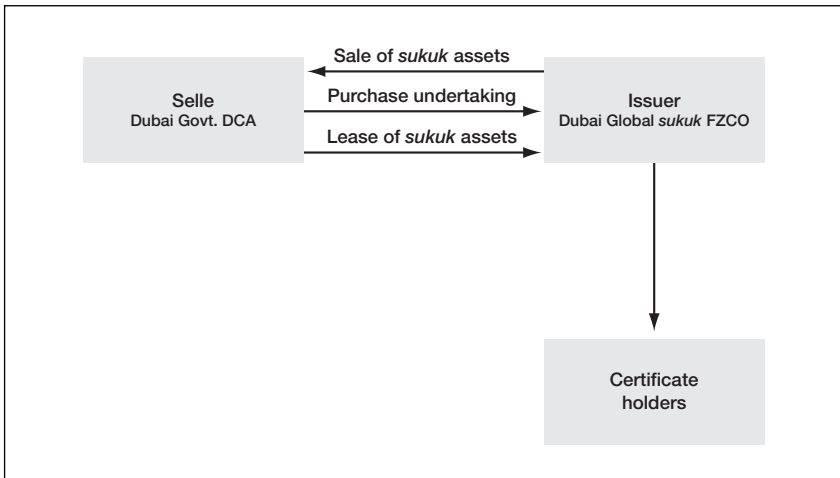 Sale of sukuk assets
Selle
Dubai Govt. DCA
Purchase undertaking
Lease of sukuk assets
Issuer
Dubai Global sukuk FZCO
Certificate
holders